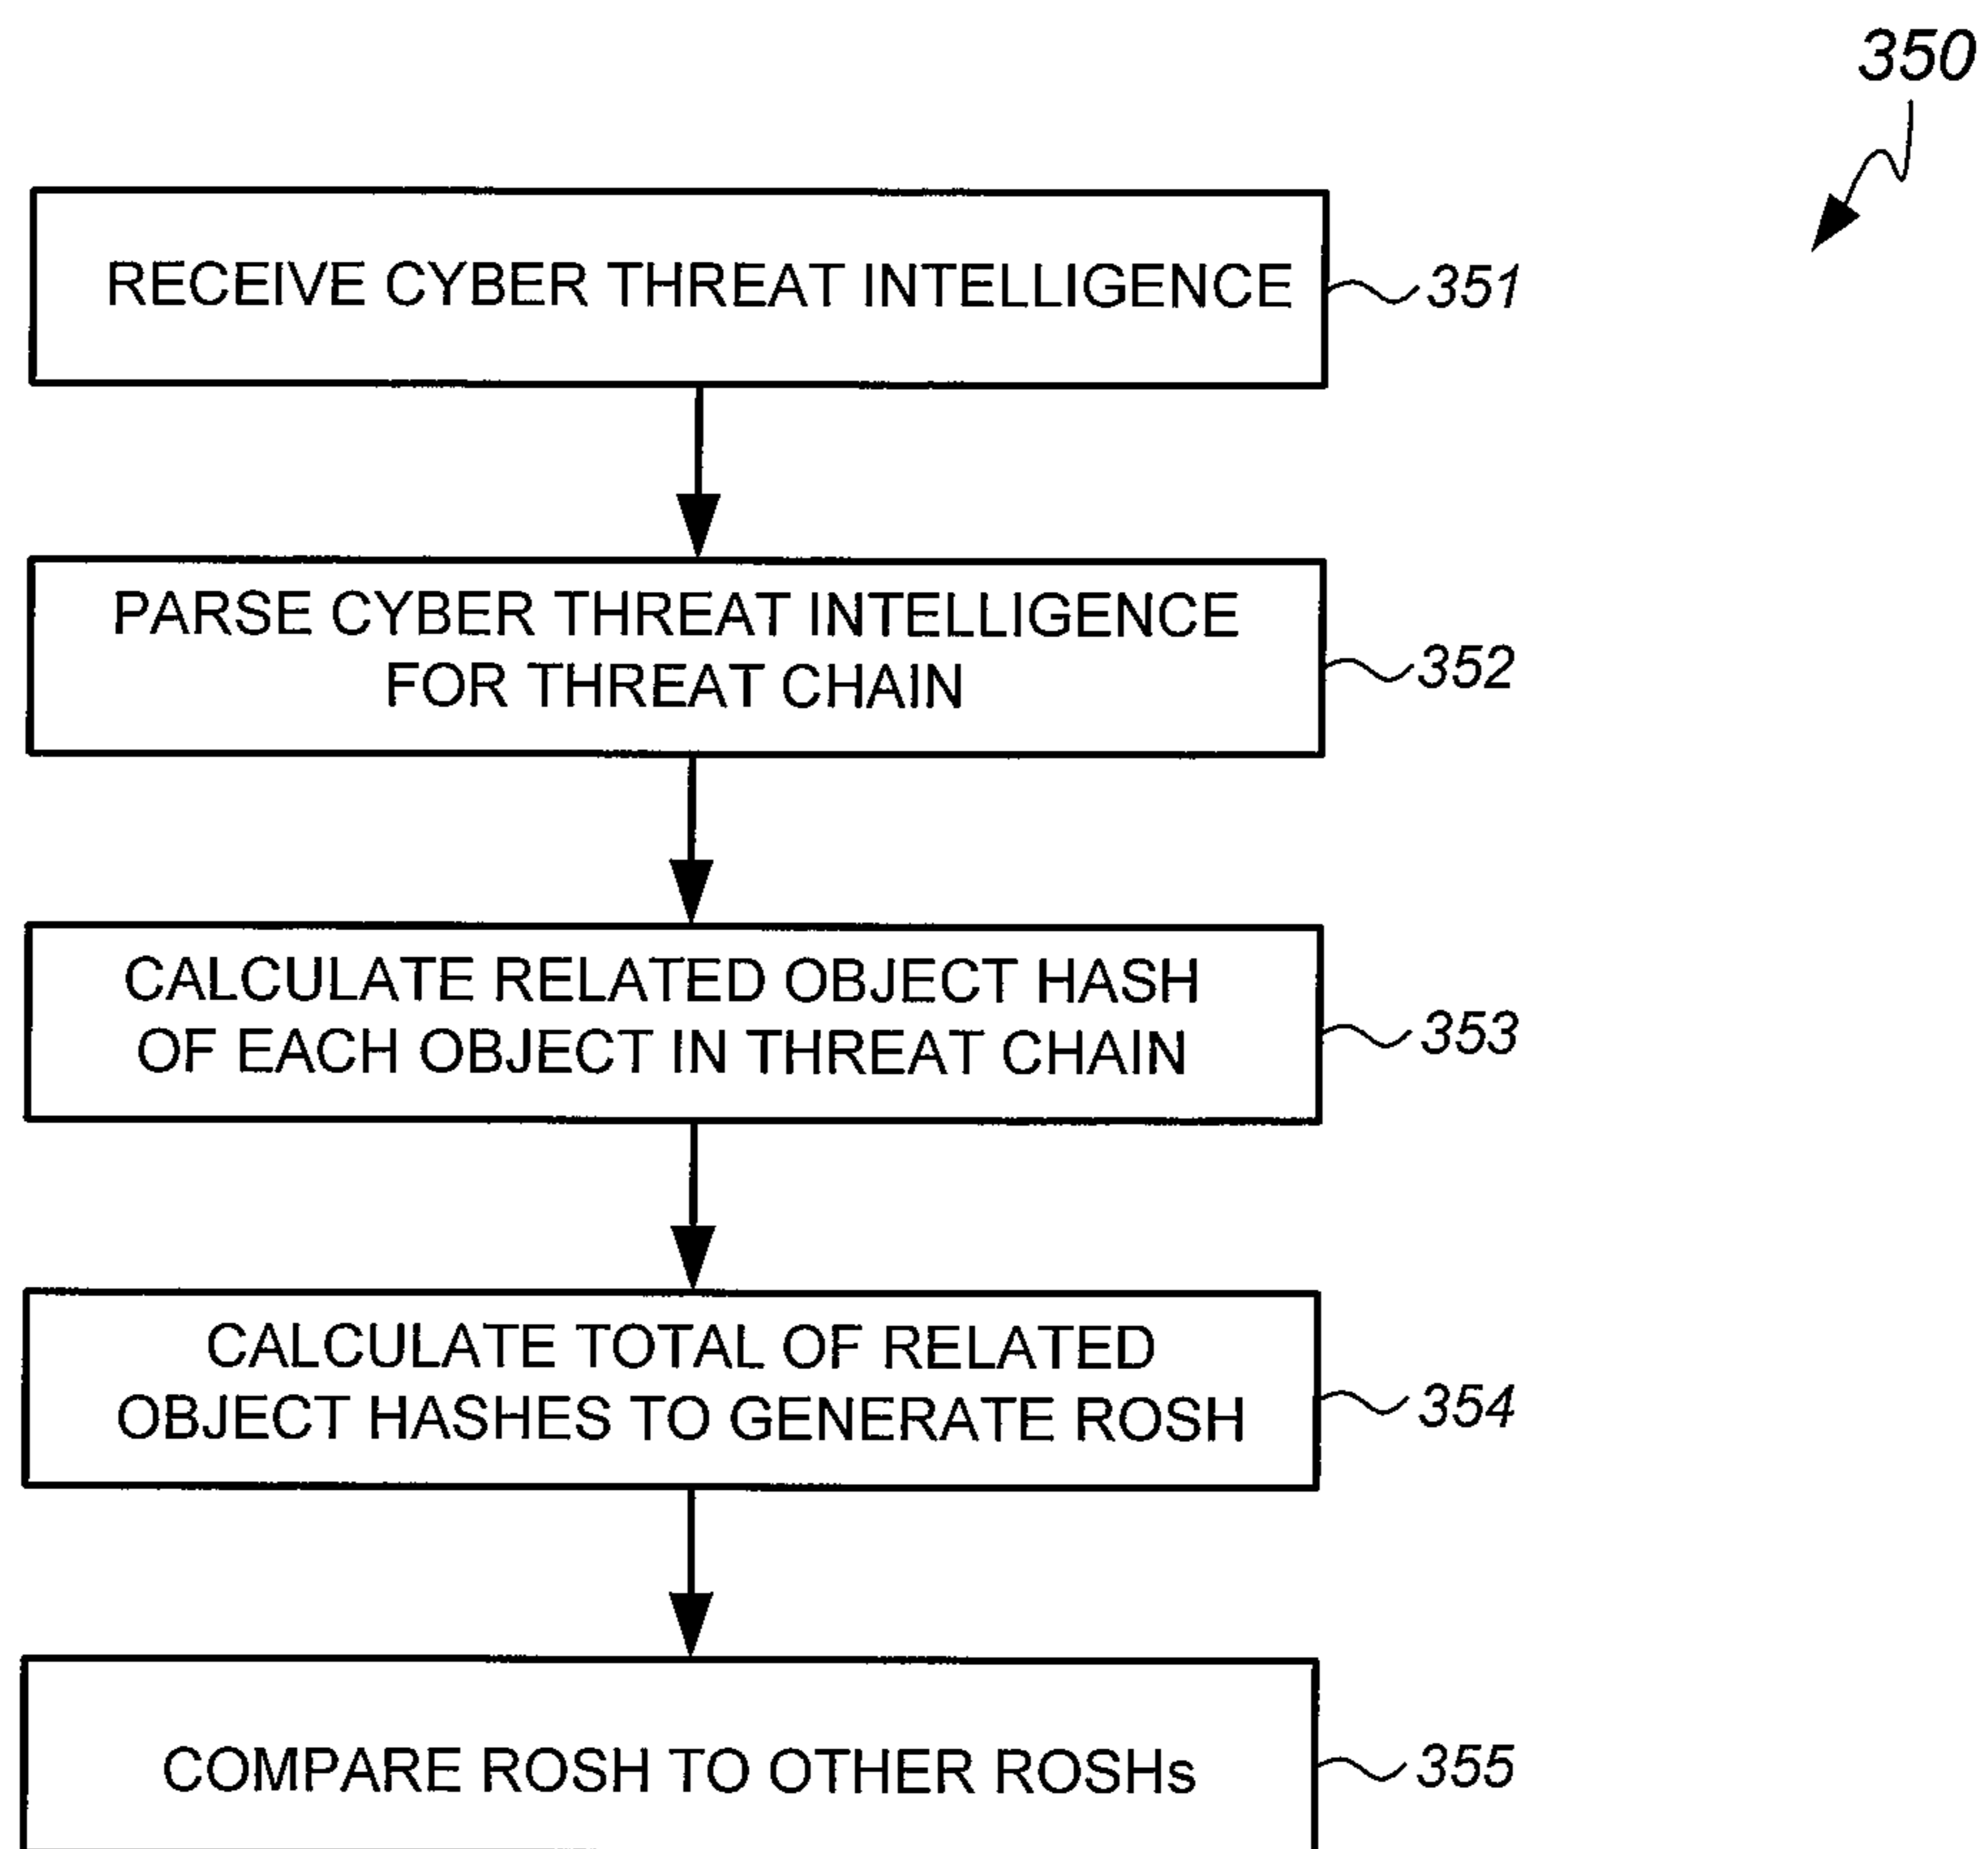 350
RECEIVE CYBER THREAT INTELLIGENCE
351
PARSE CYBER THREAT INTELLIGENCE
FOR THREAT CHAIN
352
CALCULATE RELATED OBJECT HASH
OF EACH OBJECT IN THREAT CHAIN
353
CALCULATE TOTAL OF RELATED
OBJECT HASHES TO GENERATE ROSH
354
COMPARE ROSH TO OTHER ROSHs
355